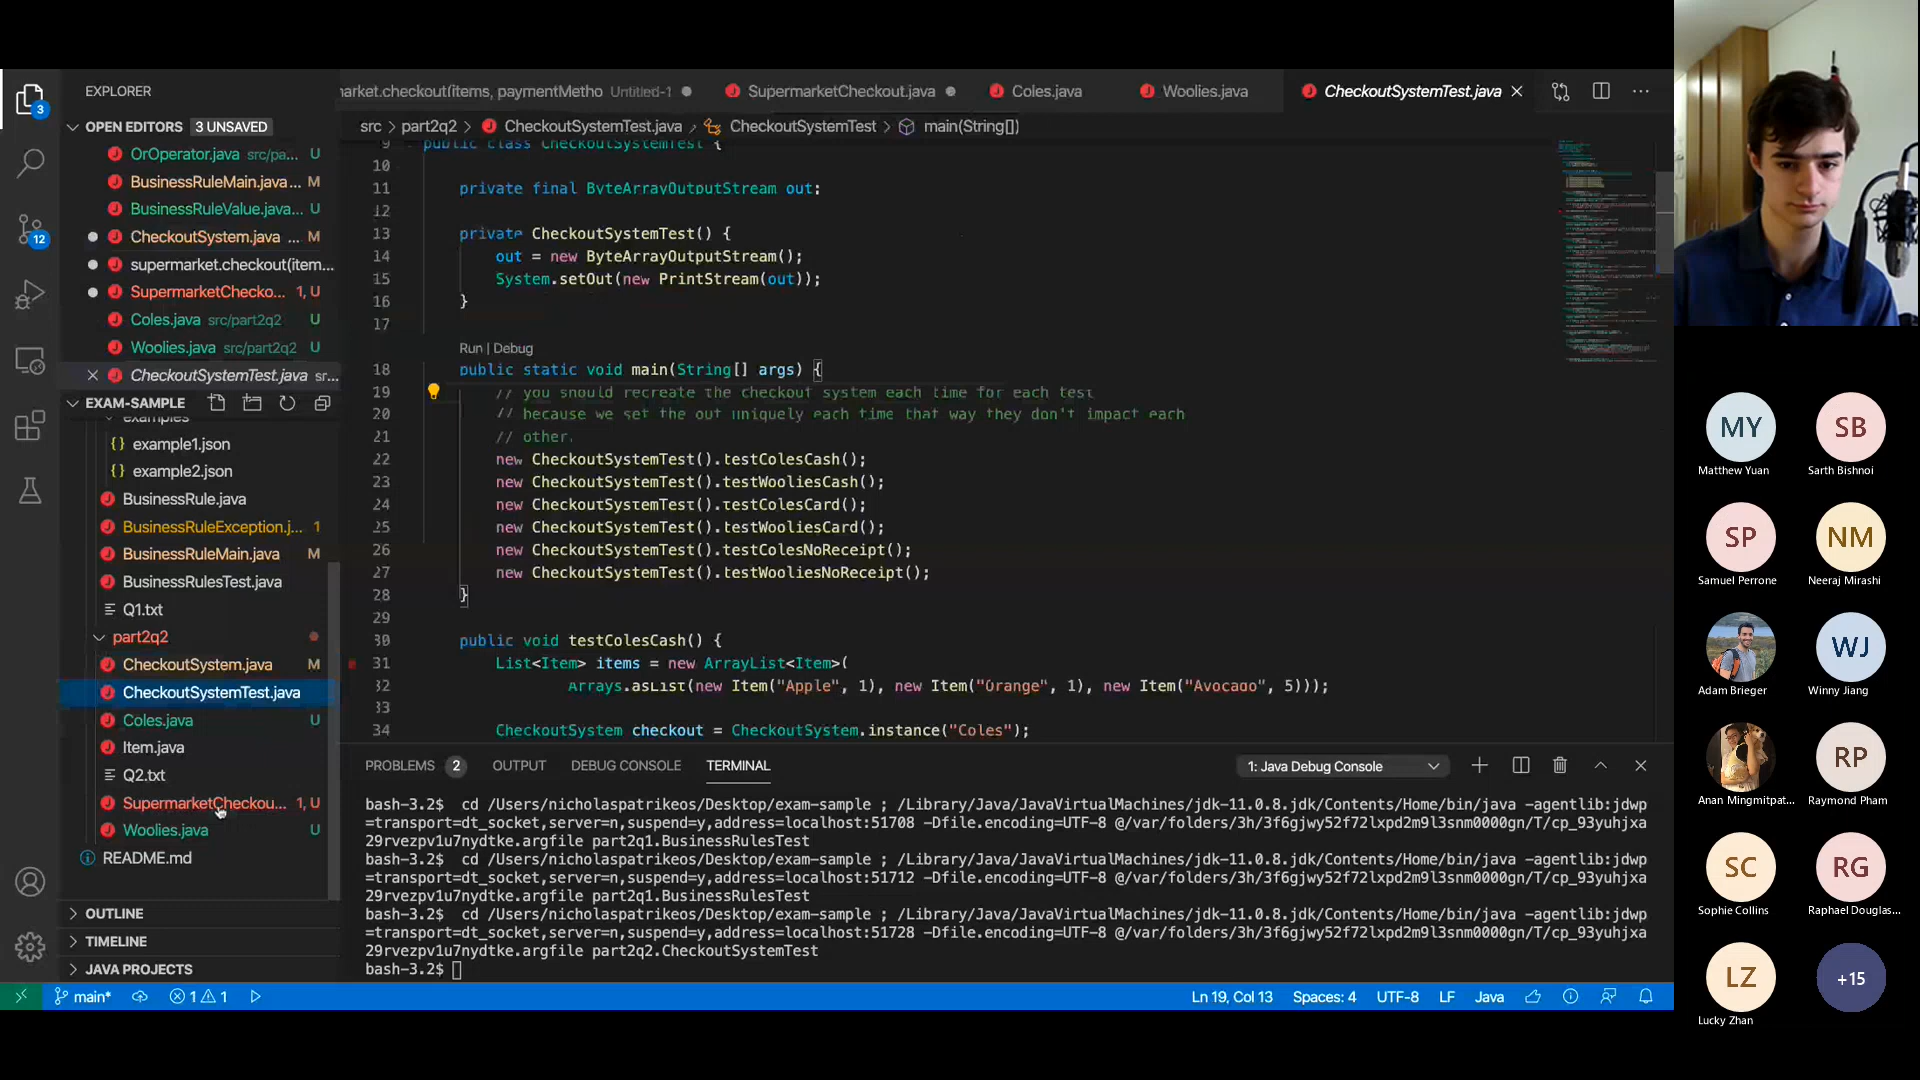 EXPLORER
OPEN EDITORS 3 UNSAVED
OrOperator.java src/pa... U
BusinessRuleMain.java... M
BusinessRuleValue.java... U
CheckoutSystem.java ... M
supermarket.checkout(item...
SupermarketChecko... 1, U
Coles.java src/part2q2 U
Woolies.java src/part2q2 U
CheckoutSystemTest.java sr...
EXAM-SAMPLE
examples
{} example1.json
{} example2.json
BusinessRule.java
BusinessRuleException.j... 1
BusinessRuleMain.java M
BusinessRulesTest.java
Q1.txt
part2q2
CheckoutSystem.java M
CheckoutSystemTest.java
Coles.java U
Item.java
Q2.txt
SupermarketCheckou... 1, U
Woolies.java U
README.md
OUTLINE
TIMELINE
JAVA PROJECTS
3
12
market.checkout(items, paymentMetho Untitled-1 SupermarketCheckout.java Coles.java Woolies.java CheckoutSystemTest.java
src > part2q2 > CheckoutSystemTest.java > CheckoutSystemTest > main(String[])
9 public class CheckoutSystemTest {
10
11 private final ByteArrayOutputStream out;
12
13 private CheckoutSystemTest() {
14 out = new ByteArrayOutputStream();
15 System.setOut(new PrintStream(out));
16 }
17
Run | Debug
18 public static void main(String[] args) {
19 // you should recreate the checkout system each time for each test
20 // because we set the out uniquely each time that way they don't impact each
21 // other.
22 new CheckoutSystemTest().testColesCash();
23 new CheckoutSystemTest().testWooliesCash();
24 new CheckoutSystemTest().testColesCard();
25 new CheckoutSystemTest().testWooliesCard();
26 new CheckoutSystemTest().testColesNoReceipt();
27 new CheckoutSystemTest().testWooliesNoReceipt();
28 }
29
30 public void testColesCash() {
31 List<Item> items = new ArrayList<Item>(
32 Arrays.asList(new Item("Apple", 1), new Item("Orange", 1), new Item("Avocado", 5)));
33
34 CheckoutSystem checkout = CheckoutSystem.instance("Coles");
PROBLEMS 2 OUTPUT DEBUG CONSOLE TERMINAL 1: Java Debug Console
bash-3.2$ cd /Users/nicholaspatrikeos/Desktop/exam-sample ; /Library/Java/JavaVirtualMachines/jdk-11.0.8.jdk/Contents/Home/bin/java -agentlib:jdwp
=transport=dt_socket,server=n,suspend=y,address=localhost:51708 -Dfile.encoding=UTF-8 @/var/folders/3h/3f6gjwy52f72lxpd2m9l3snm0000gn/T/cp_93yuhjxa
29rvezpv1u7nydtke.argfile part2q1.BusinessRulesTest
bash-3.2$ cd /Users/nicholaspatrikeos/Desktop/exam-sample ; /Library/Java/JavaVirtualMachines/jdk-11.0.8.jdk/Contents/Home/bin/java -agentlib:jdwp
=transport=dt_socket,server=n,suspend=y,address=localhost:51712 -Dfile.encoding=UTF-8 @/var/folders/3h/3f6gjwy52f72lxpd2m9l3snm0000gn/T/cp_93yuhjxa
29rvezpv1u7nydtke.argfile part2q1.BusinessRulesTest
bash-3.2$ cd /Users/nicholaspatrikeos/Desktop/exam-sample ; /Library/Java/JavaVirtualMachines/jdk-11.0.8.jdk/Contents/Home/bin/java -agentlib:jdwp
=transport=dt_socket,server=n,suspend=y,address=localhost:51728 -Dfile.encoding=UTF-8 @/var/folders/3h/3f6gjwy52f72lxpd2m9l3snm0000gn/T/cp_93yuhjxa
29rvezpv1u7nydtke.argfile part2q2.CheckoutSystemTest
bash-3.2$
main* 1 1 Ln 19, Col 13 Spaces: 4 UTF-8 LF Java
MY SB
Matthew Yuan Sarth Bishnoi
SP NM
Samuel Perrone Neeraj Mirashi
WJ
Adam Brieger Winny Jiang
RP
Anan Mingmitpat... Raymond Pham
SC RG
Sophie Collins Raphael Douglas...
LZ +15
Lucky Zhan